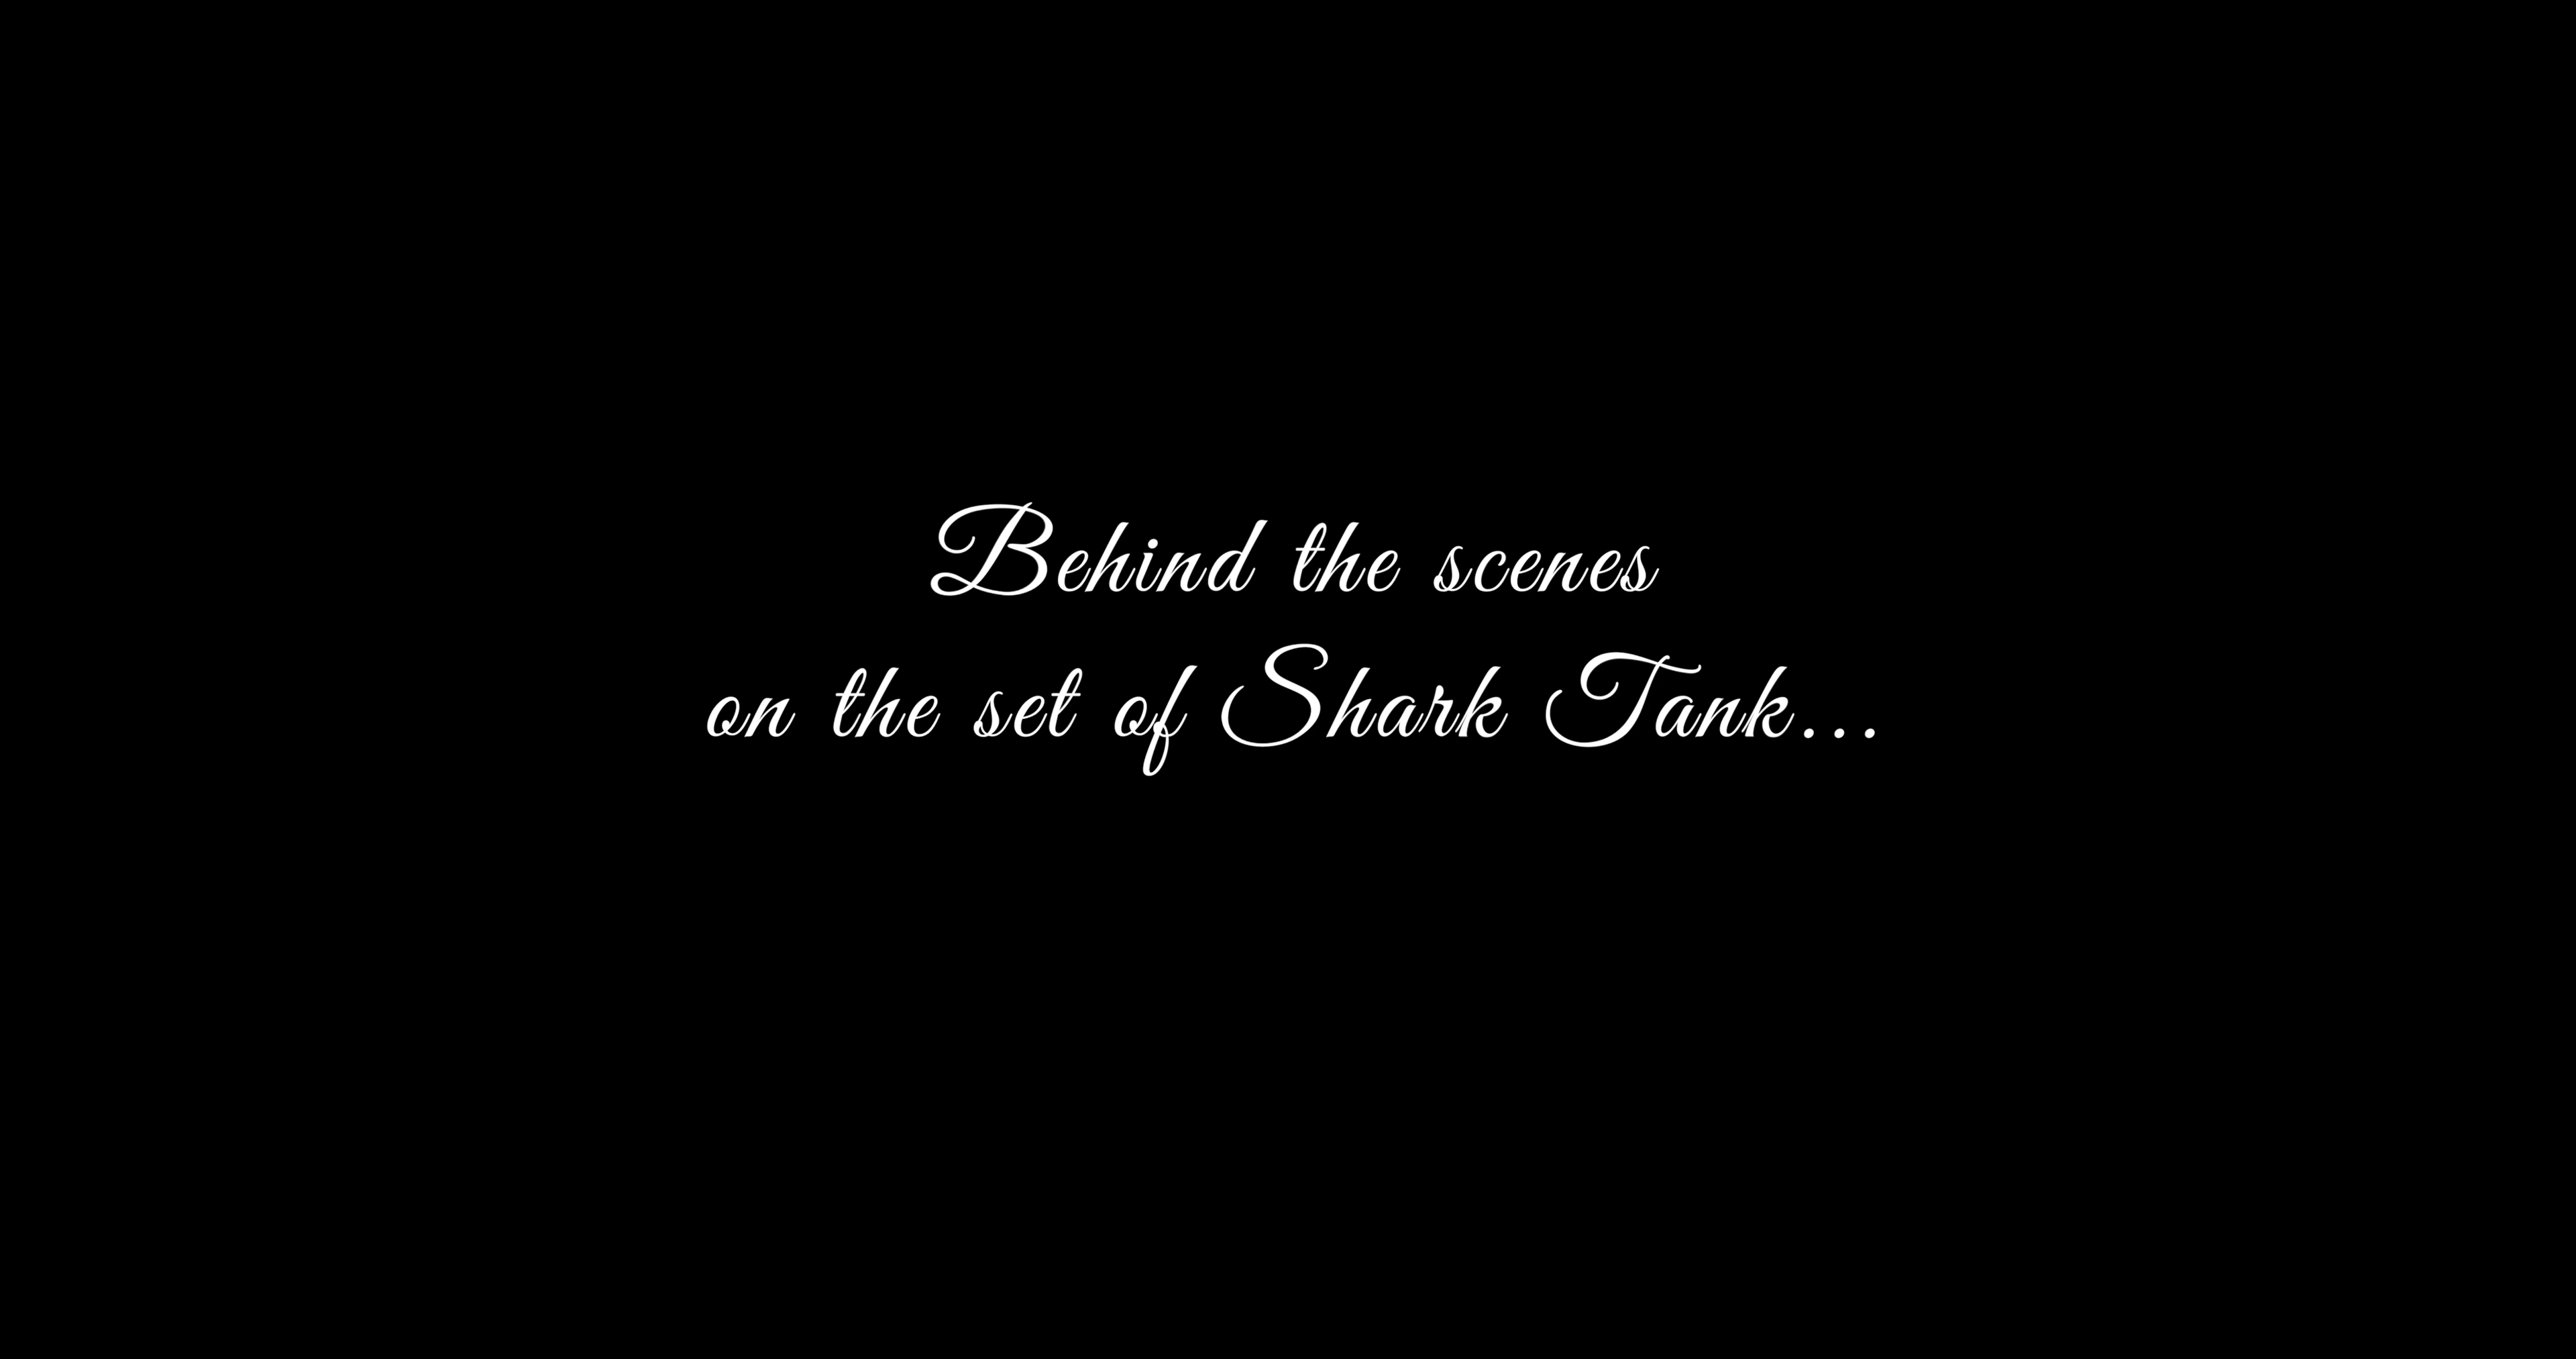 Behind the scenes
on the set of Shark Tank...